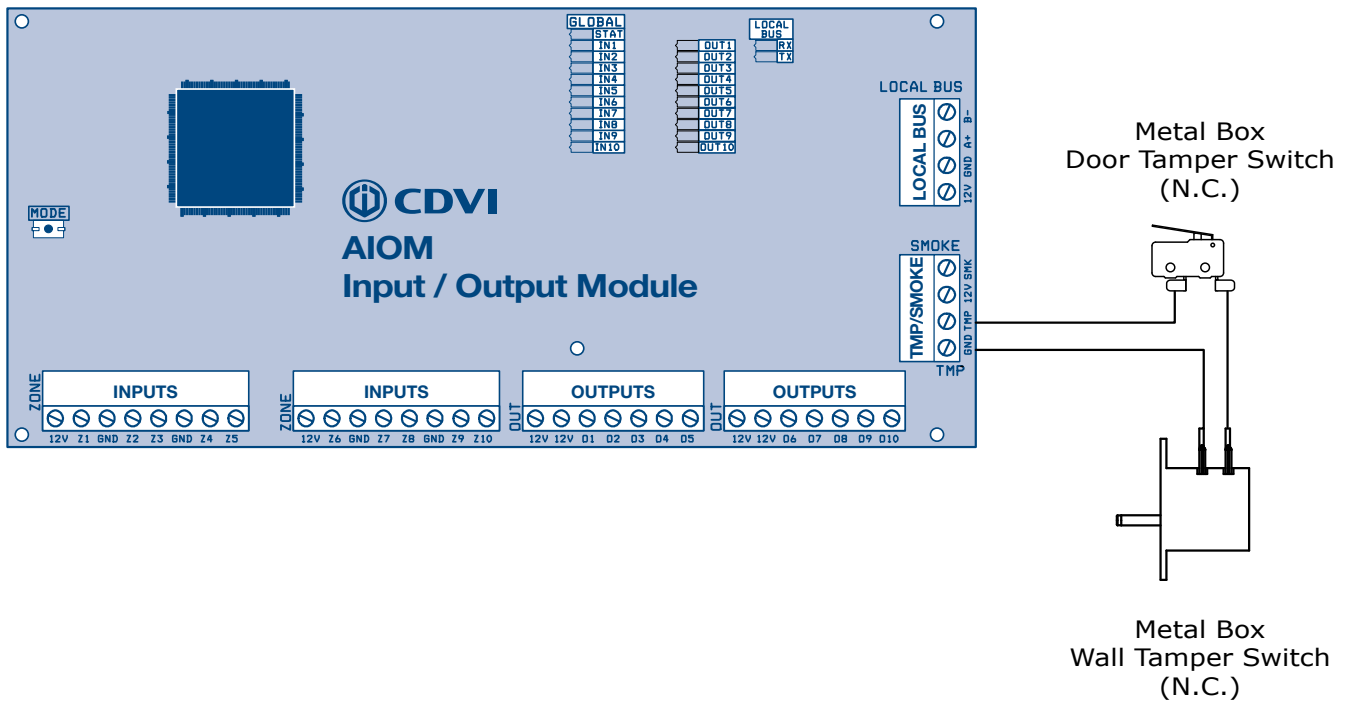 GLOBAL
STAT
IN1
IN2
IN3
IN4
IN5
IN6
IN7
IN8
IN9
IN10
OUT1
OUT2
OUT3
OUT4
OUT5
OUT6
OUT7
OUT8
OUT9
OUT10
LOCAL
BUS
RX
TX
LOCAL BUS
LOCAL BUS
12V GND A+ B-
Metal Box
Door Tamper Switch
(N.C.)
MODE
CDVI
AIOM
Input / Output Module
SMOKE
TMP/SMOKE
GND TMP 12V SMK
TMP
ZONE
INPUTS
12V Z1 GND Z2 Z3 GND Z4 Z5
ZONE
INPUTS
12V Z6 GND Z7 Z8 GND Z9 Z10
OUT
OUTPUTS
12V 12V O1 O2 O3 O4 O5
OUT
OUTPUTS
12V 12V O6 O7 O8 O9 O10
Metal Box
Wall Tamper Switch
(N.C.)